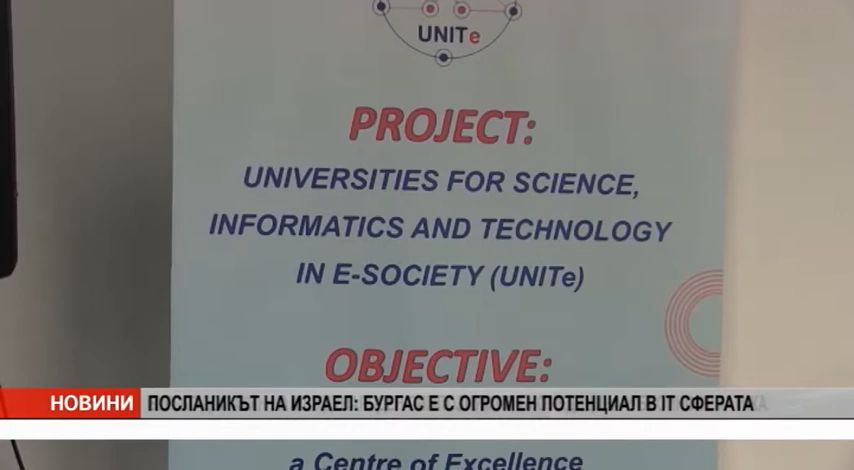 UNITe
PROJECT:
UNIVERSITIES FOR SCIENCE,
INFORMATICS AND TECHNOLOGY
IN E-SOCIETY (UNITe)
OBJECTIVE:
НОВИНИ ПОСЛАНИКЪТ НА ИЗРАЕЛ: БУРГАС Е С ОГРОМЕН ПОТЕНЦИАЛ В IT СФЕРАТА
a Centre of Excellence